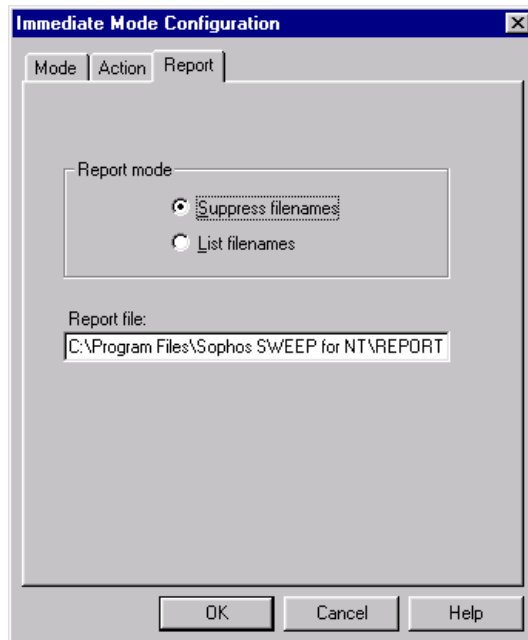 Immediate Mode Configuration
Mode Action Report
Report mode
Suppress filenames
List filenames
Report file:
C:\Program Files\Sophos SWEEP for NT\REPORT
OK Cancel Help